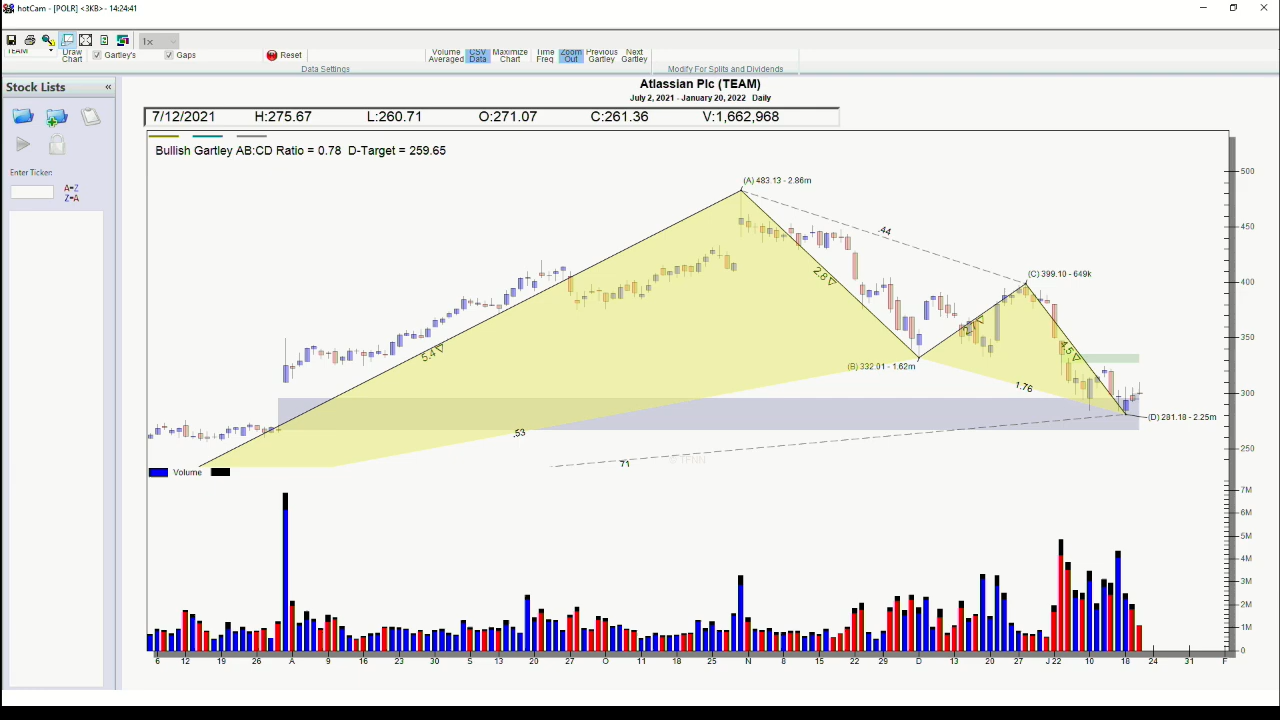 hotCam - [POLR] <3KB> - 14:24:41
1x
TEAM
Draw
Chart
Gartley's
Gaps
Reset
Volume
Averaged
CSV
Data
Maximize
Chart
Time
Freq
Zoom
Out
Previous
Gartley
Next
Gartley
Data Settings
Modify For Splits and Dividends
Stock Lists «
Enter Ticker:
A=Z
Z=A
Atlassian Plc (TEAM)
July 2, 2021 - January 20, 2022 Daily
7/12/2021 H:275.67 L:260.71 O:271.07 C:261.36 V:1,662,968
Bullish Gartley AB:CD Ratio = 0.78 D-Target = 259.65
(A) 483.13 - 2.86m
.44
(C) 399.10 - 649k
2.6
5.4
4.5
(B) 332.01 - 1.62m
1.76
(D) 281.18 - 2.25m
.53
.71
500
450
400
350
300
250
Volume
7M
6M
5M
4M
3M
2M
1M
0
6 12 19 26 A 9 16 23 30 S 13 27 O 11 18 25 N 8 15 22 29 D 13 20 27 J 22 10 18 24 31 F